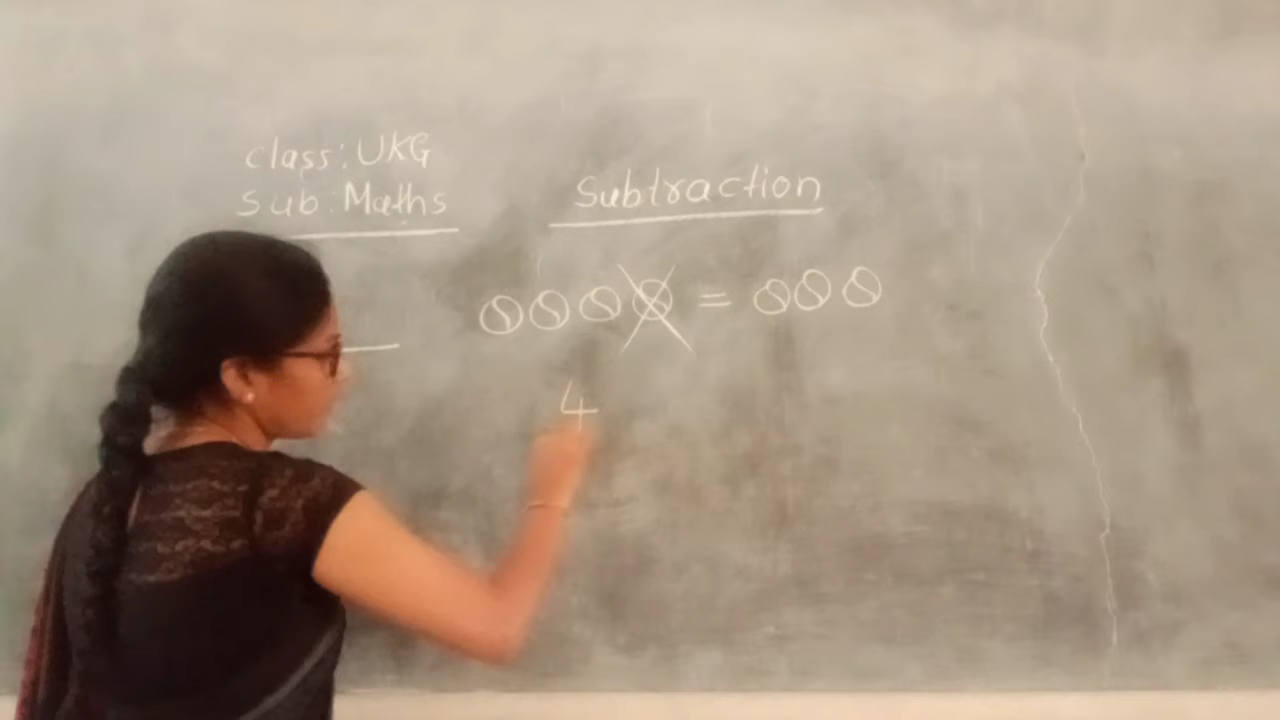 class: UKG
Sub: Maths
Subtraction
=
4